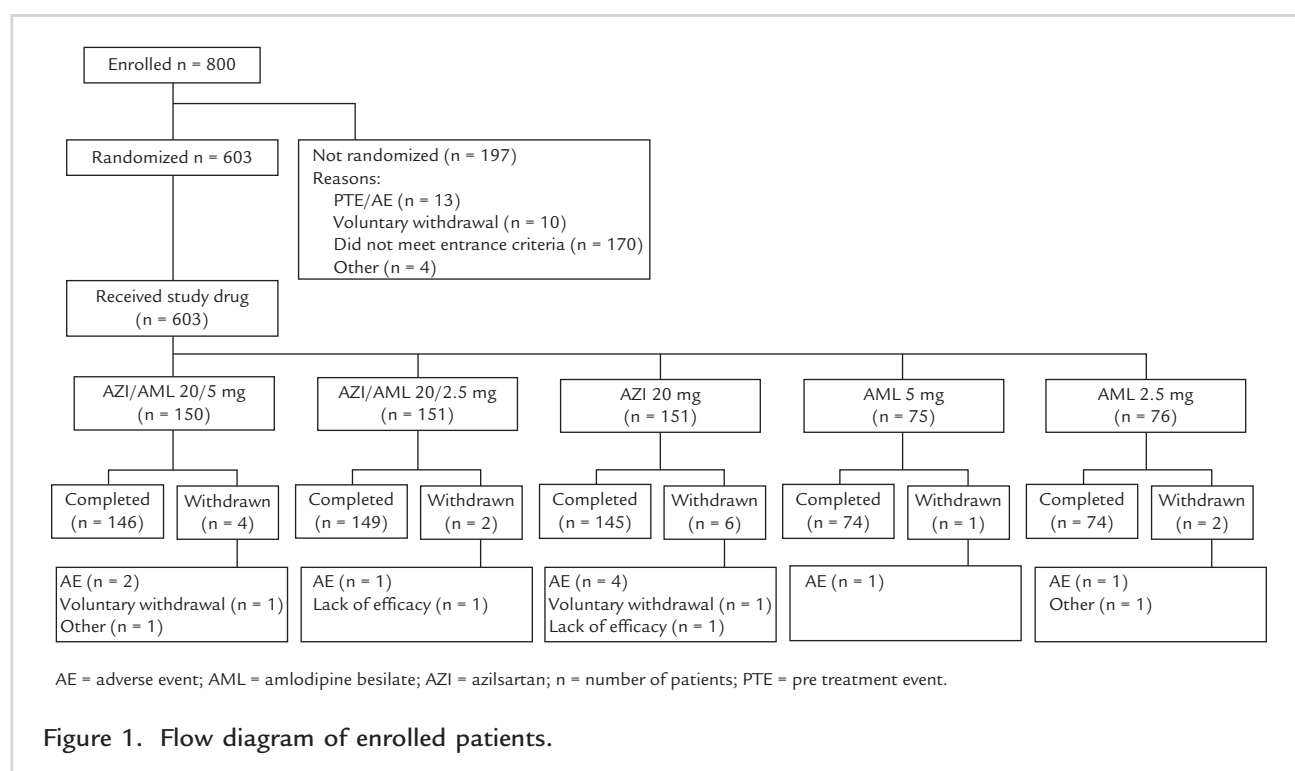 Enrolled n = 800
Randomized n = 603
Not randomized (n = 197)
Reasons:
PTE/AE (n = 13)
Voluntary withdrawal (n = 10)
Did not meet entrance criteria (n = 170)
Other (n = 4)
Received study drug
(n = 603)
AZI/AML 20/5 mg
(n = 150)
AZI/AML 20/2.5 mg
(n = 151)
AZI 20 mg
(n = 151)
AML 5 mg
(n = 75)
AML 2.5 mg
(n = 76)
Completed
(n = 146)
Withdrawn
(n = 4)
Completed
(n = 149)
Withdrawn
(n = 2)
Completed
(n = 145)
Withdrawn
(n = 6)
Completed
(n = 74)
Withdrawn
(n = 1)
Completed
(n = 74)
Withdrawn
(n = 2)
AE (n = 2)
Voluntary withdrawal (n = 1)
Other (n = 1)
AE (n = 1)
Lack of efficacy (n = 1)
AE (n = 4)
Voluntary withdrawal (n = 1)
Lack of efficacy (n = 1)
AE (n = 1)
AE (n = 1)
Other (n = 1)
AE = adverse event; AML = amlodipine besilate; AZI = azilsartan; n = number of patients; PTE = pre treatment event.
Figure 1. Flow diagram of enrolled patients.